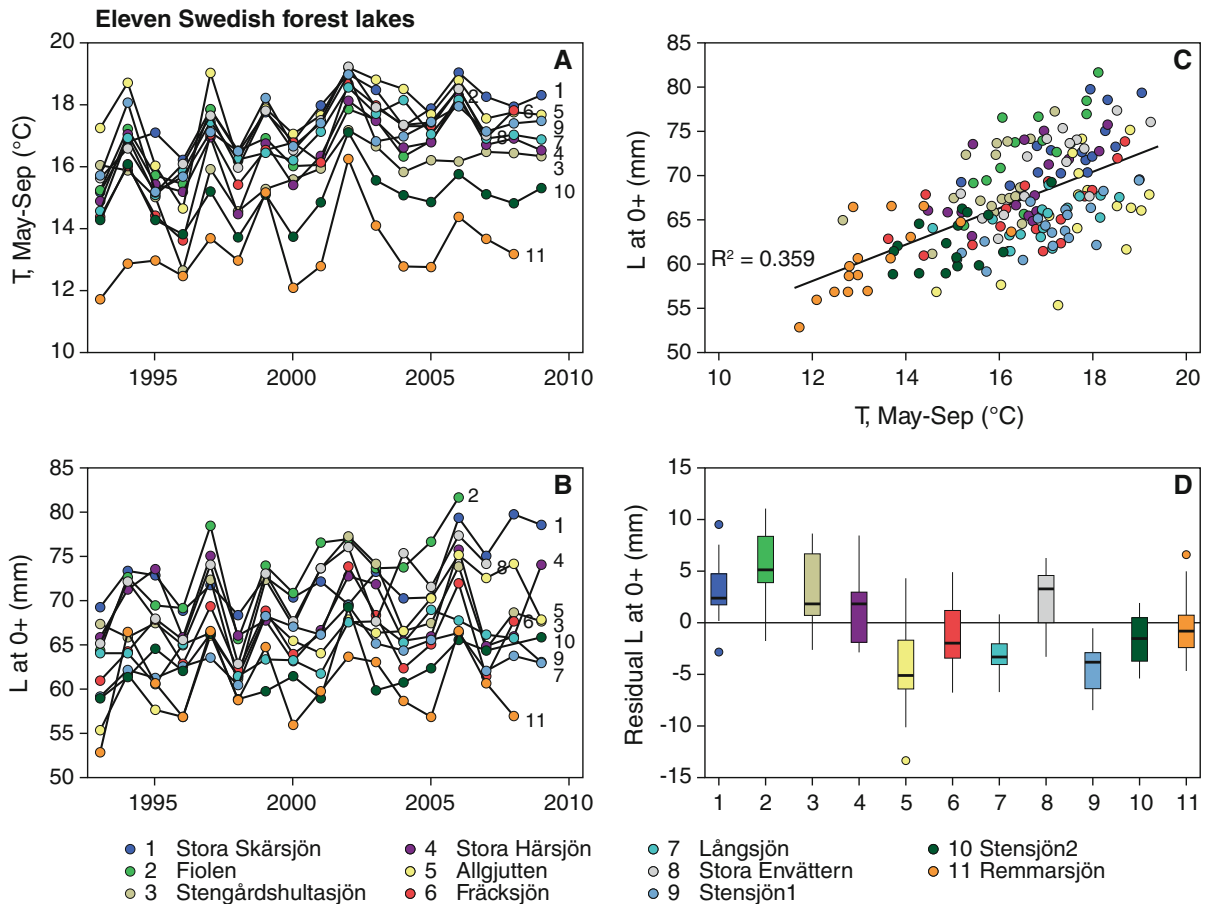 Eleven Swedish forest lakes
A
T, May-Sep (°C)
20
18
16
14
12
10
1995 2000 2005 2010
2
1
6
5
9
7
8
4
3
10
11
C
L at 0+ (mm)
85
80
75
70
65
60
55
50
R² = 0.359
10 12 14 16 18 20
T, May-Sep (°C)
B
L at 0+ (mm)
85
80
75
70
65
60
55
50
1995 2000 2005 2010
2
1
8
4
5
6
3
10
9
7
11
D
Residual L at 0+ (mm)
15
10
5
0
-5
-10
-15
1 2 3 4 5 6 7 8 9 10 11
1 Stora Skärsjön
2 Fiolen
3 Stengårdshultasjön
4 Stora Härsjön
5 Allgjutten
6 Fräcksjön
7 Långsjön
8 Stora Envättern
9 Stensjön1
10 Stensjön2
11 Remmarsjön